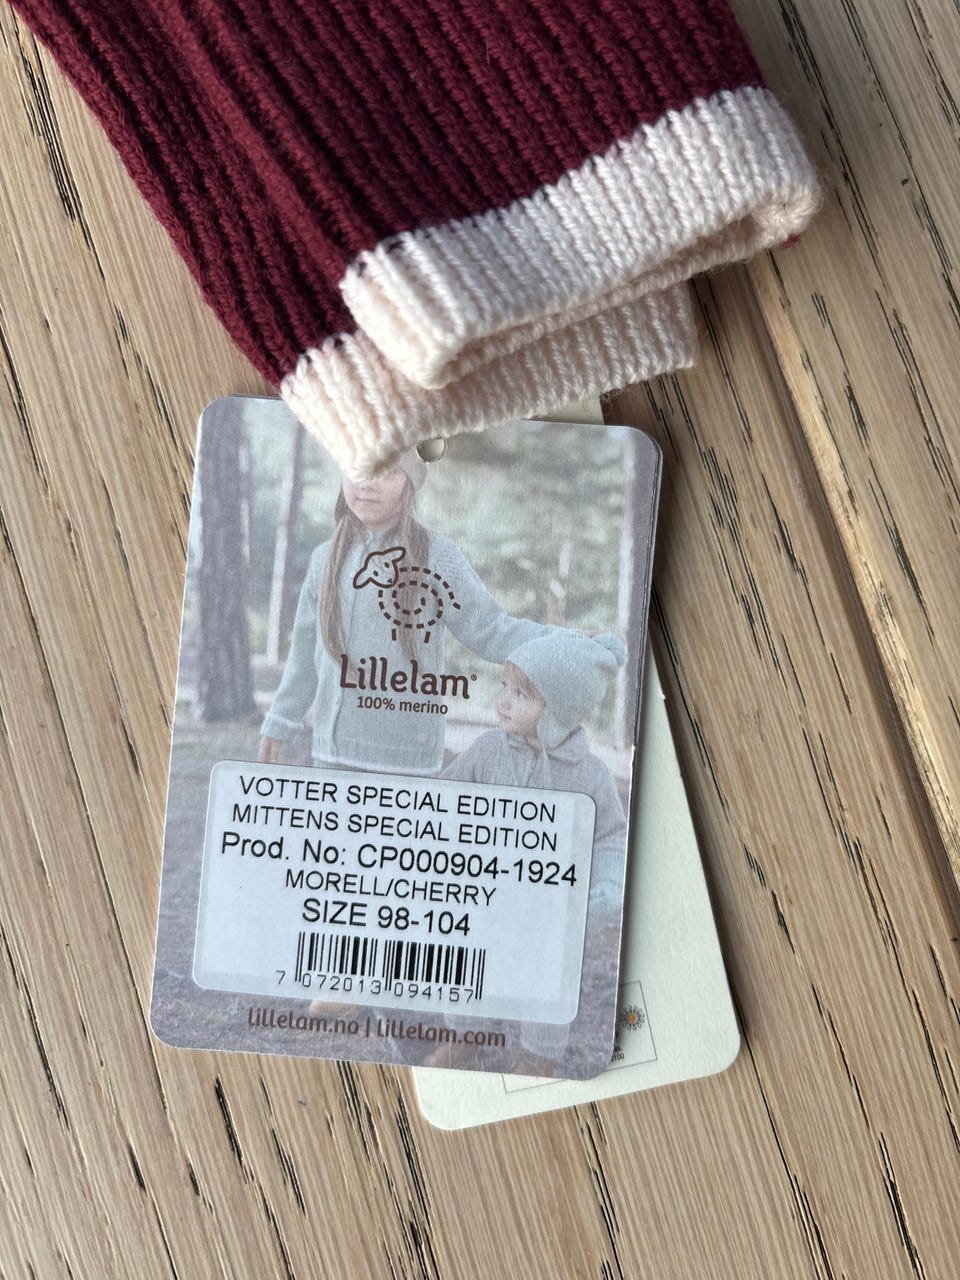 Lillelam®
100% merino
VOTTER SPECIAL EDITION
MITTENS SPECIAL EDITION
Prod. No: CP000904-1924
MORELL/CHERRY
SIZE 98-104
7 072013 094157
lillelam.no | lillelam.com